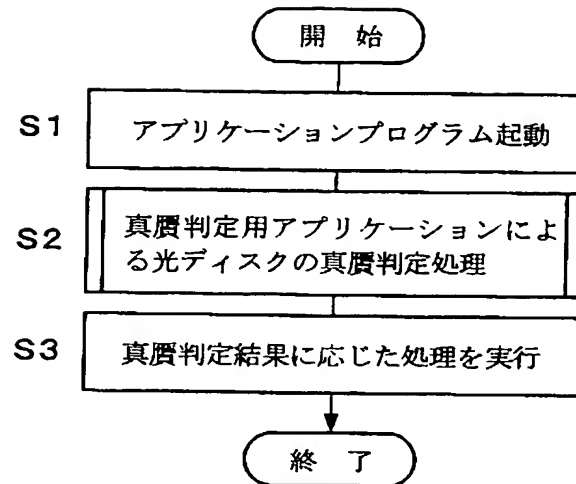 開 始
S1
アプリケーションプログラム起動
S2
真贋判定用アプリケーションによ
る光ディスクの真贋判定処理
S3
真贋判定結果に応じた処理を実行
終 了